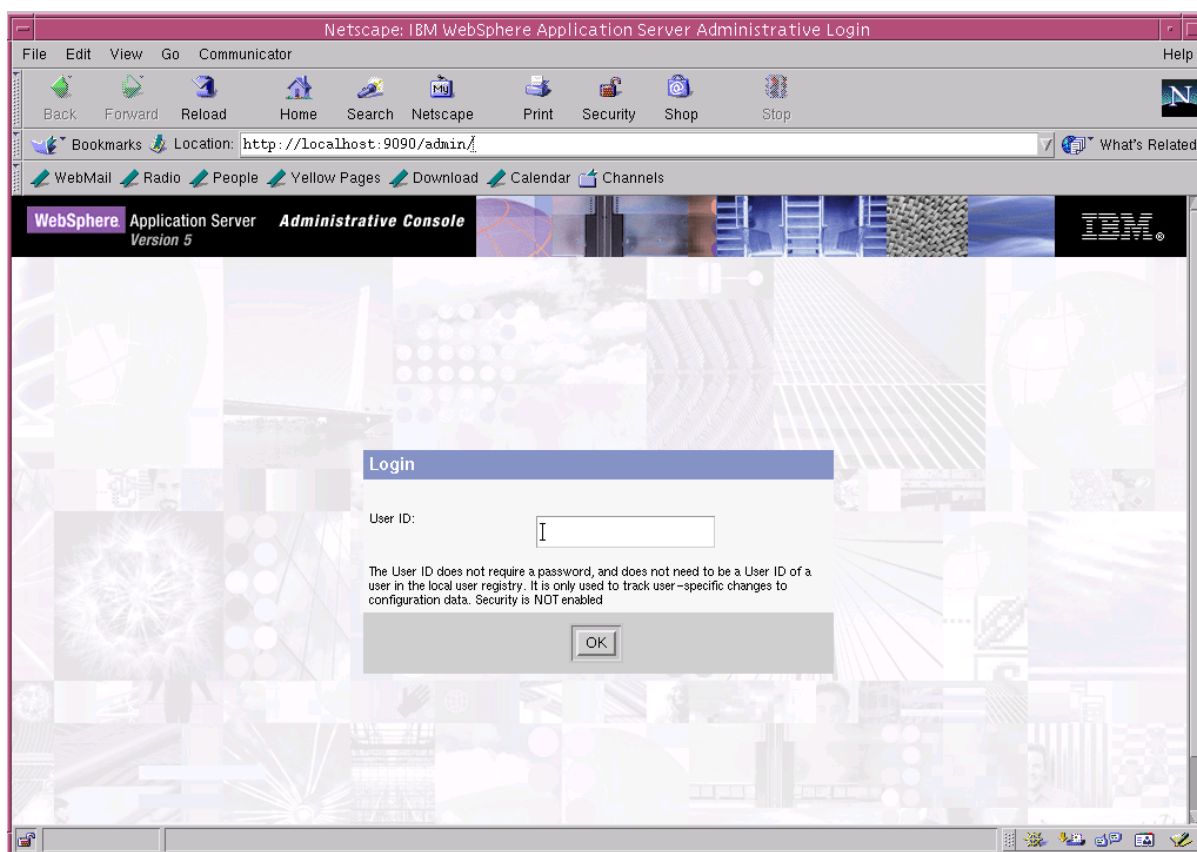 Netscape: IBM WebSphere Application Server Administrative Login
File Edit View Go Communicator Help
My
N
Back Forward Reload Home Search Netscape Print Security Shop Stop
Bookmarks Location: http://localhost:9090/admin/ What's Related
WebMail Radio People Yellow Pages Download Calendar Channels
WebSphere. Application Server Administrative Console
Version 5
IBM®
Login
User ID:
The User ID does not require a password, and does not need to be a User ID of a
user in the local user registry. It is only used to track user-specific changes to
configuration data. Security is NOT enabled
OK